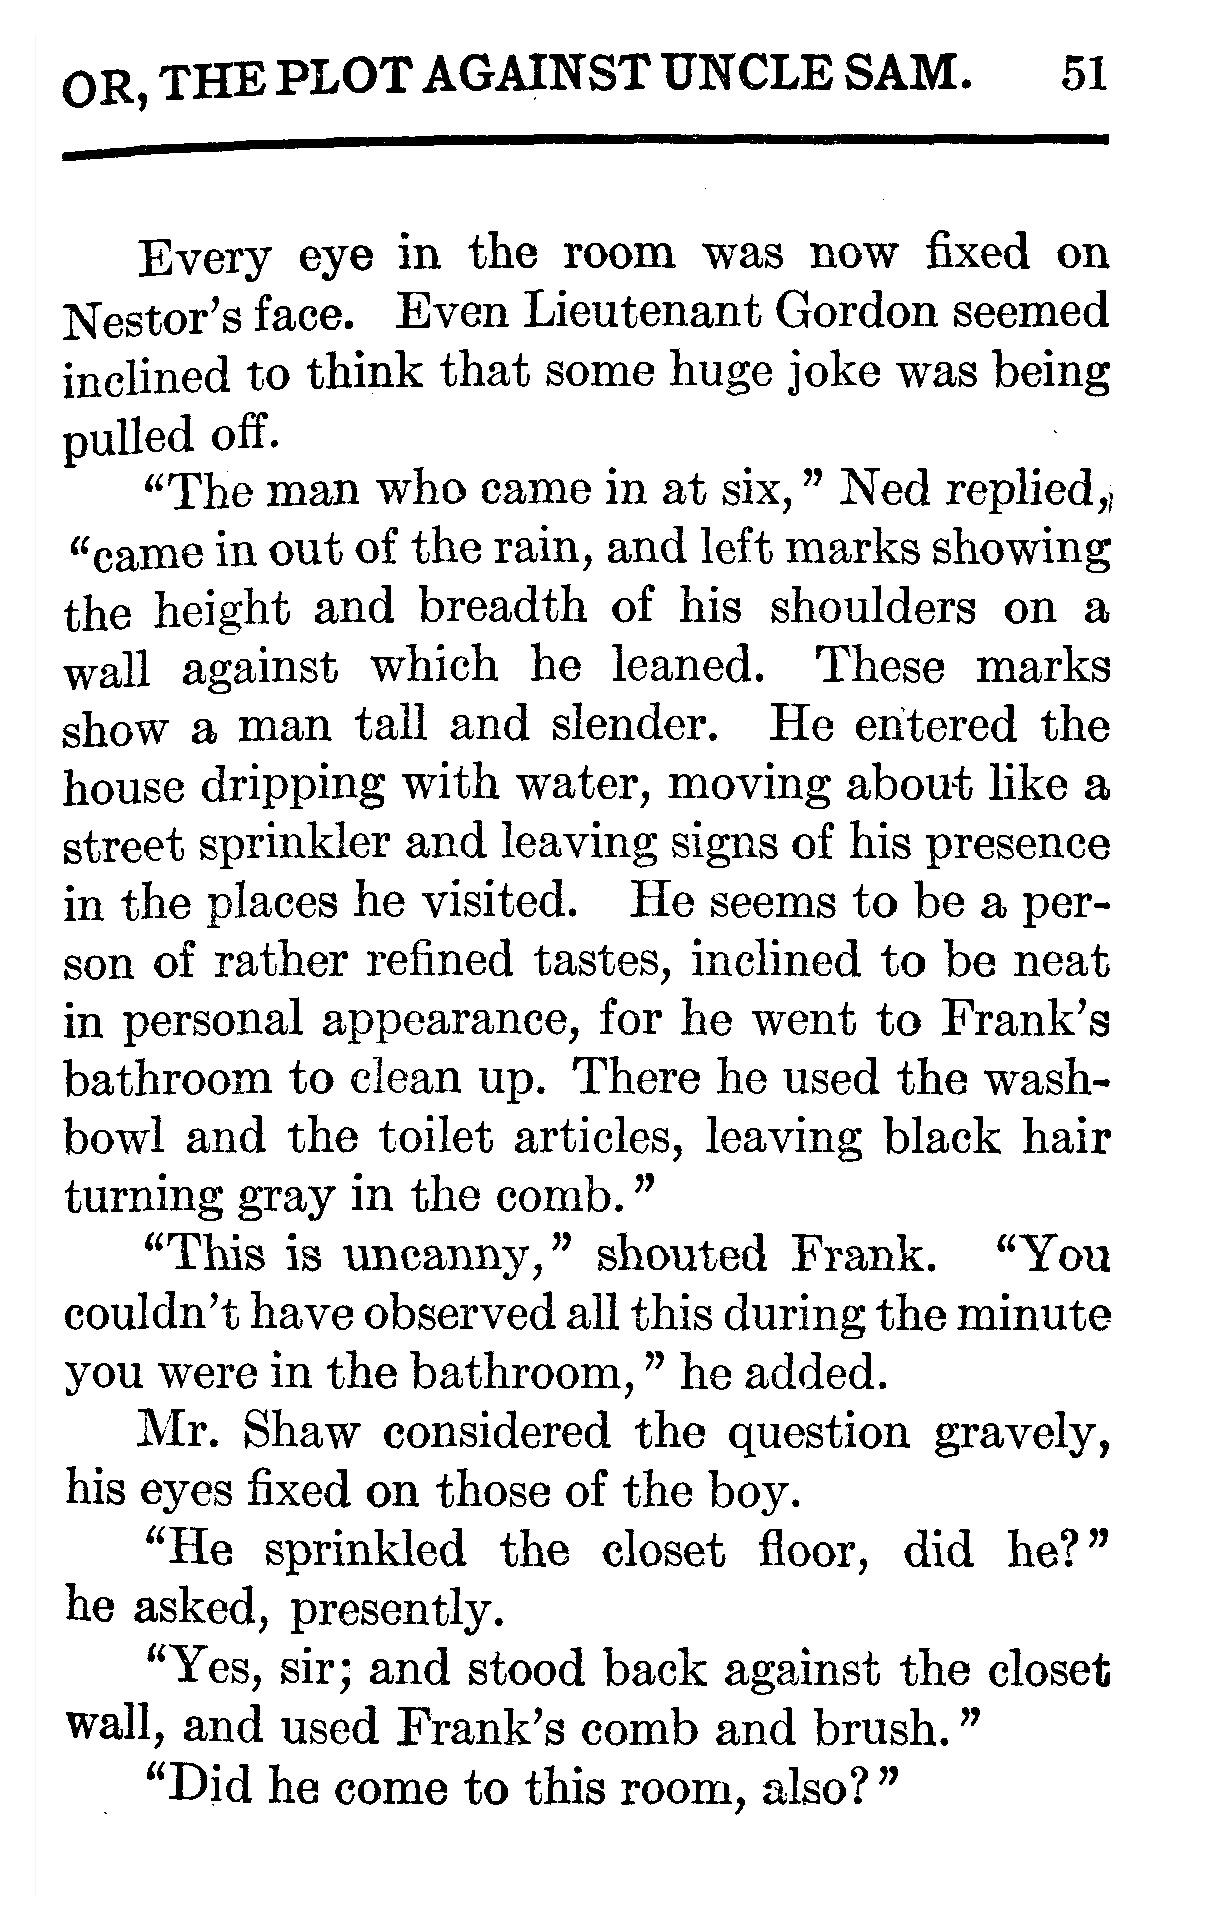 OR, THE PLOT AGAINST UNCLE SAM. 51
Every eye in the room was now fixed on
Nestor's face. Even Lieutenant Gordon seemed
inclined to think that some huge joke was being
pulled off.
“The man who came in at six,” Ned replied,
“came in out of the rain, and left marks showing
the height and breadth of his shoulders on a
wall against which he leaned. These marks
show a man tall and slender. He entered the
house dripping with water, moving about like a
street sprinkler and leaving signs of his presence
in the places he visited. He seems to be a per-
son of rather refined tastes, inclined to be neat
in personal appearance, for he went to Frank's
bathroom to clean up. There he used the wash-
bowl and the toilet articles, leaving black hair
turning gray in the comb.”
“This is uncanny,” shouted Frank. “You
couldn't have observed all this during the minute
you were in the bathroom,” he added.
Mr. Shaw considered the question gravely,
his eyes fixed on those of the boy.
“He sprinkled the closet floor, did he?”
he asked, presently.
“Yes, sir; and stood back against the closet
wall, and used Frank's comb and brush.”
“Did he come to this room, also?”